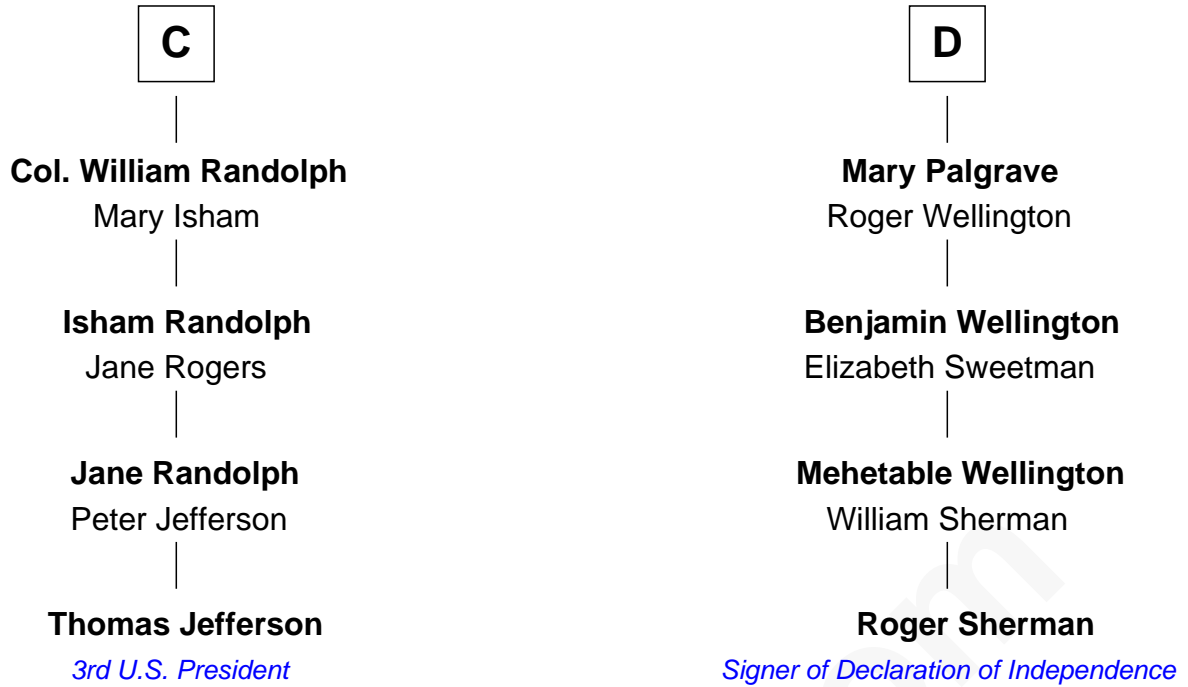 C
Col. William Randolph
Mary Isham
Isham Randolph
Jane Rogers
Jane Randolph
Peter Jefferson
Thomas Jefferson
3rd U.S. President
D
Mary Palgrave
Roger Wellington
Benjamin Wellington
Elizabeth Sweetman
Mehetable Wellington
William Sherman
Roger Sherman
Signer of Declaration of Independence